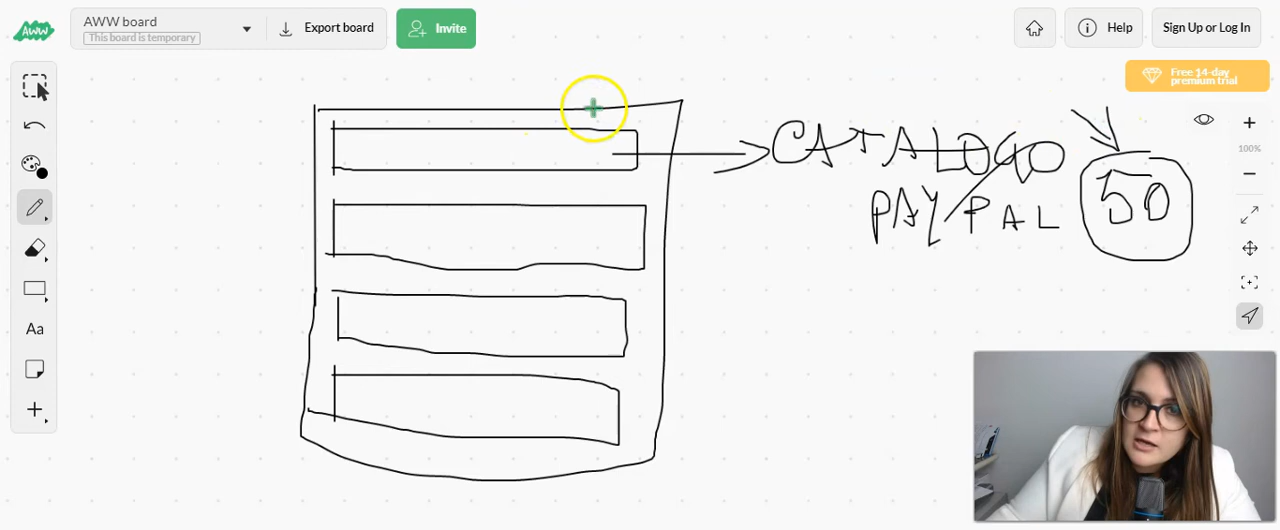 AWW
AWW board
This board is temporary
Export board
Invite
Help
Sign Up or Log In
Free 14-day
premium trial
100%
Aa
CATALOGO
PAYPAL
50